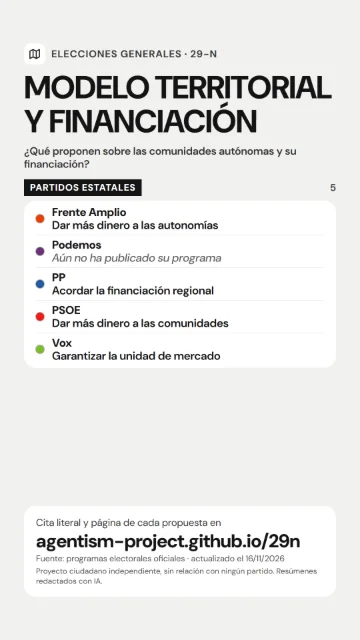 ELECCIONES GENERALES · 29-N
MODELO TERRITORIAL
Y FINANCIACIÓN
¿Qué proponen sobre las comunidades autónomas y su
financiación?
PARTIDOS ESTATALES 5
Frente Amplio
Dar más dinero a las autonomías
Podemos
Aún no ha publicado su programa
PP
Acordar la financiación regional
PSOE
Dar más dinero a las comunidades
Vox
Garantizar la unidad de mercado
Cita literal y página de cada propuesta en
agentism-project.github.io/29n
Fuente: programas electorales oficiales · actualizado el 16/11/2026
Proyecto ciudadano independiente, sin relación con ningún partido. Resúmenes
redactados con IA.